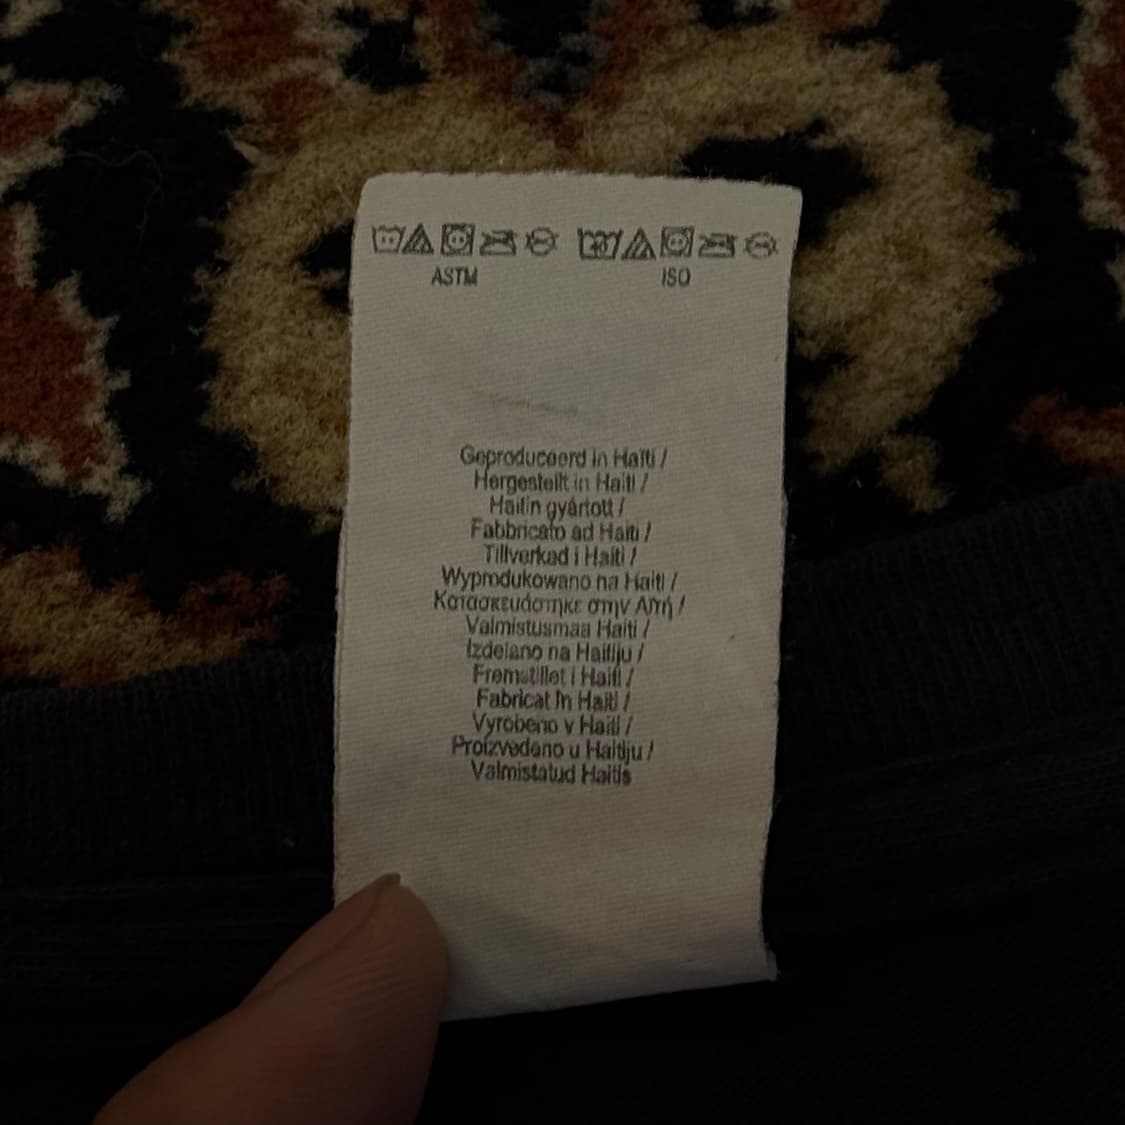 ASTM ISO
Geproduceerd in Haïti /
Hergestellt in Haiti /
Haitin gyártott /
Fabbricato ad Haiti /
Tillverkad i Haiti /
Wyprodukowano na Haiti /
Κατασκευάστηκε στην Αϊτή /
Valmistusmaa Haiti /
Izdelano na Haitiju /
Fremstillet i Haiti /
Fabricat în Haiti /
Vyrobeno v Haiti /
Proizvedeno u Haitiju /
Valmistatud Haitis